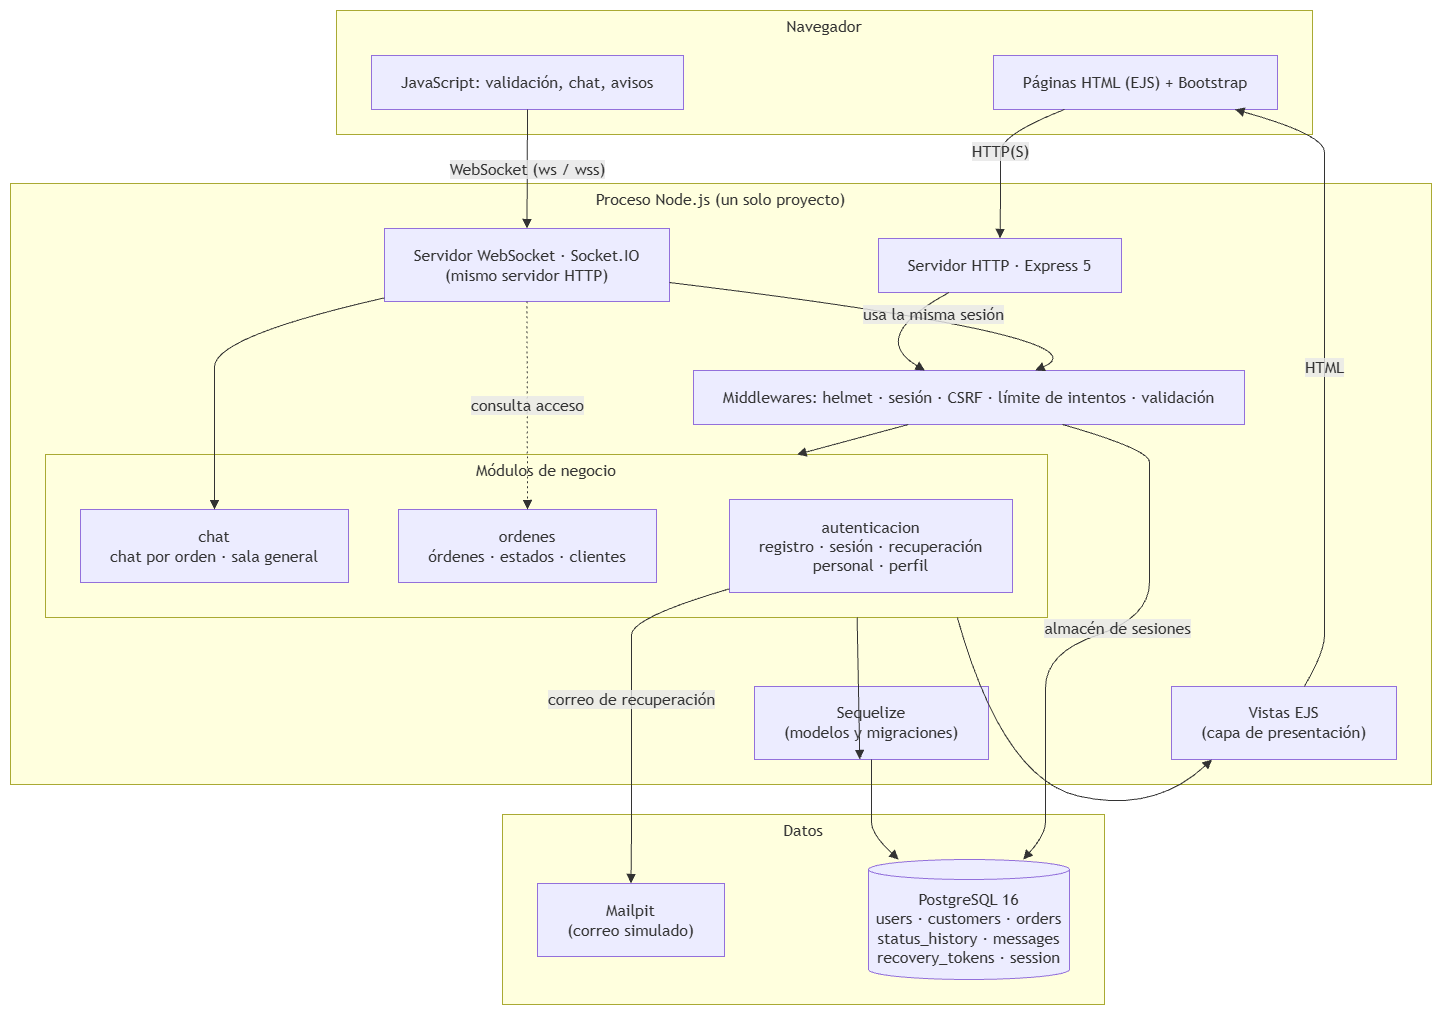 Navegador
JavaScript: validación, chat, avisos
Páginas HTML (EJS) + Bootstrap
HTTP(S)
WebSocket (ws / wss)
Proceso Node.js (un solo proyecto)
Servidor WebSocket · Socket.IO
(mismo servidor HTTP)
Servidor HTTP · Express 5
usa la misma sesión
HTML
Middlewares: helmet · sesión · CSRF · límite de intentos · validación
consulta acceso
Módulos de negocio
chat
chat por orden · sala general
ordenes
órdenes · estados · clientes
autenticacion
registro · sesión · recuperación
personal · perfil
almacén de sesiones
correo de recuperación
Sequelize
(modelos y migraciones)
Vistas EJS
(capa de presentación)
Datos
Mailpit
(correo simulado)
PostgreSQL 16
users · customers · orders
status_history · messages
recovery_tokens · session